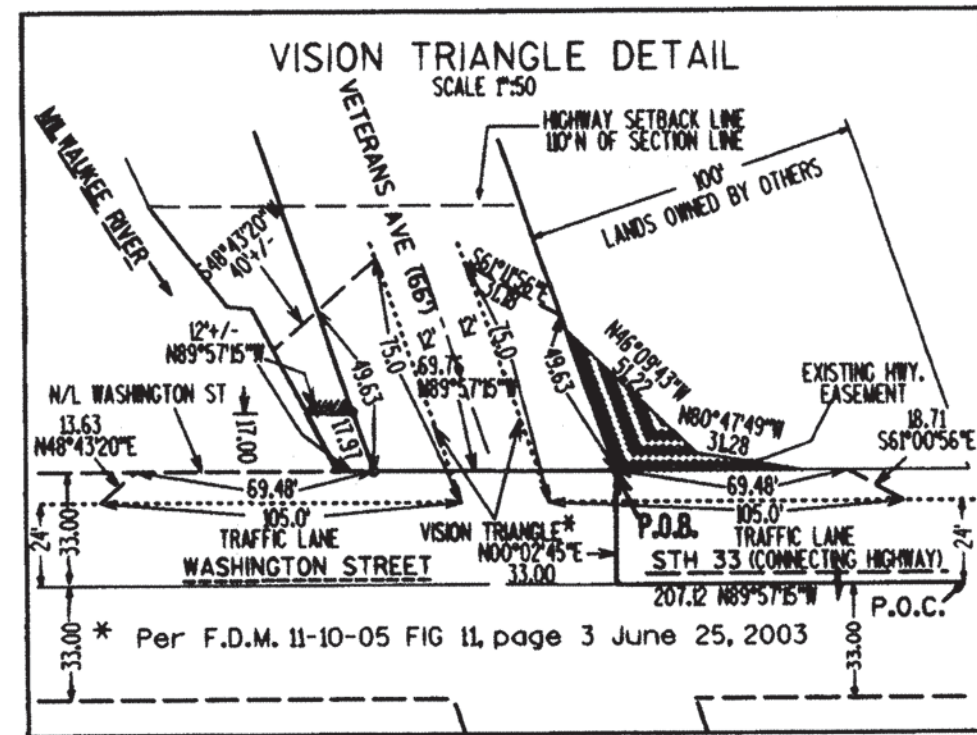 VISION TRIANGLE DETAIL
SCALE 1":50
MILWAUKEE RIVER
VETERANS AVE (66')
HIGHWAY SETBACK LINE
110' N OF SECTION LINE
100'
LANDS OWNED BY OTHERS
S48°43'20"W
40'+/-
S61°11'56"E
31.18
12'+/-
N89°57'15"W
49.63
75.0
12'
12'
69.7
N89°57'15"W
75.0
49.63
N46°09'43"W
51.22
N80°47'49"W
31.28
EXISTING HWY.
EASEMENT
N/L WASHINGTON ST
13.63
N48°43'20"E
17.00
17.97
18.71
S61°00'56"E
69.48'
69.48'
105.0'
TRAFFIC LANE
VISION TRIANGLE*
105.0'
TRAFFIC LANE
24'
33.00
WASHINGTON STREET
N00°02'45"E
33.00
P.O.B.
STH 33 (CONNECTING HIGHWAY)
24'
207.12 N89°57'15"W
P.O.C.
* Per F.D.M. 11-10-05 FIG 11, page 3 June 25, 2003
33.00
33.00